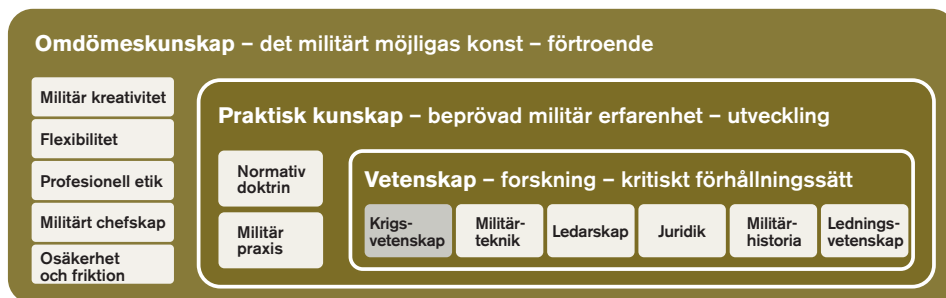 Omdömeskunskap – det militärt möjligas konst – förtroende
Militär kreativitet
Flexibilitet
Profesionell etik
Militärt chefskap
Osäkerhet
och friktion
Praktisk kunskap – beprövad militär erfarenhet – utveckling
Normativ
doktrin
Militär
praxis
Vetenskap – forskning – kritiskt förhållningssätt
Krigs-
vetenskap
Militär-
teknik
Ledarskap
Juridik
Militär-
historia
Lednings-
vetenskap